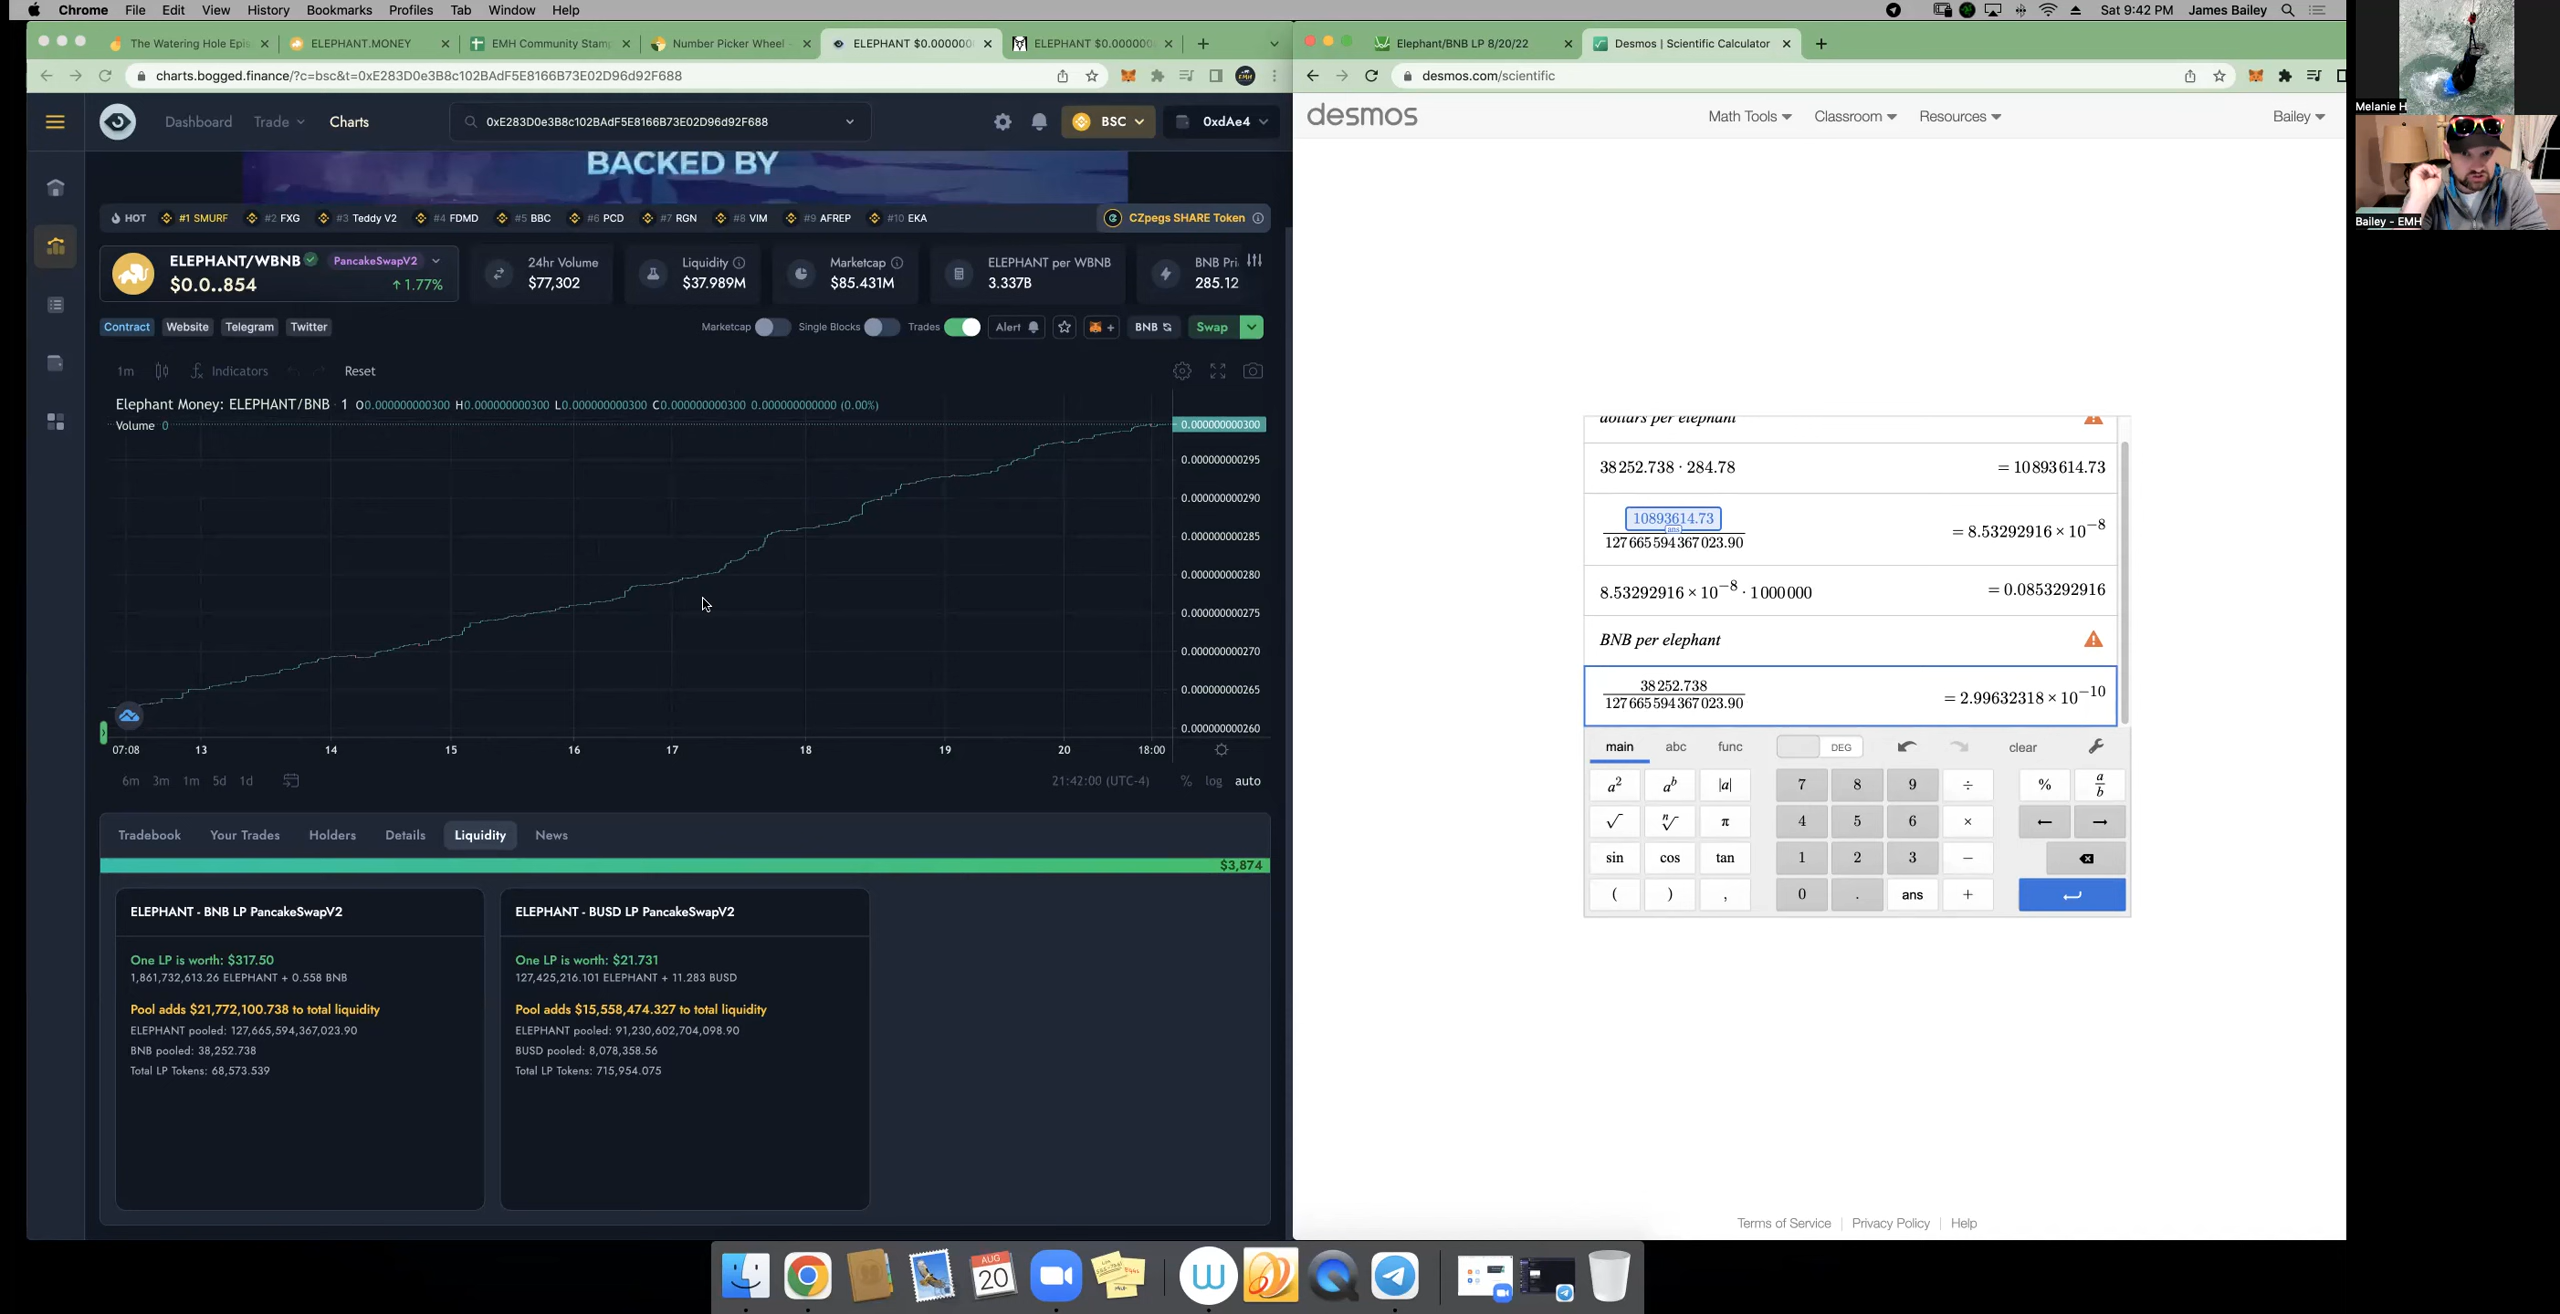 Chrome File Edit View History Bookmarks Profiles Tab Window Help
Sat 9:42 PM James Bailey
The Watering Hole Epis
ELEPHANT.MONEY
EMH Community Stam
Number Picker Wheel -
ELEPHANT $0.000000
ELEPHANT $0.000000
charts.bogged.finance/?c=bsc&t=0xE283D0e3B8c102BAdF5E8166B73E02D96d92F688
Dashboard Trade Charts
0xE283D0e3B8c102BAdF5E8166B73E02D96d92F688
BSC
0xdAe4
BACKED BY
HOT #1 SMURF #2 FXG #3 Teddy V2 #4 FDMD #5 BBC #6 PCD #7 RGN #8 VIM #9 AFREP #10 EKA
CZpegs SHARE Token
ELEPHANT/WBNB PancakeSwapV2
$0.0..854 ↑1.77%
24hr Volume
$77,302
Liquidity
$37.989M
Marketcap
$85.431M
ELEPHANT per WBNB
3.337B
BNB Pri
285.12
Contract Website Telegram Twitter
Marketcap Single Blocks Trades Alert + BNB Swap
1m Indicators Reset
Elephant Money: ELEPHANT/BNB · 1 O0.000000000300 H0.000000000300 L0.000000000300 C0.000000000300 0.000000000000 (0.00%)
Volume 0
0.000000000300
0.000000000295
0.000000000290
0.000000000285
0.000000000280
0.000000000275
0.000000000270
0.000000000265
0.000000000260
07:08 13 14 15 16 17 18 19 20 18:00
6m 3m 1m 5d 1d
21:42:00 (UTC-4) % log auto
Tradebook Your Trades Holders Details Liquidity News
$3,874
ELEPHANT - BNB LP PancakeSwapV2
One LP is worth: $317.50
1,861,732,613.26 ELEPHANT + 0.558 BNB
Pool adds $21,772,100.738 to total liquidity
ELEPHANT pooled: 127,665,594,367,023.90
BNB pooled: 38,252.738
Total LP Tokens: 68,573.539
ELEPHANT - BUSD LP PancakeSwapV2
One LP is worth: $21.731
127,425,216.101 ELEPHANT + 11.283 BUSD
Pool adds $15,558,474.327 to total liquidity
ELEPHANT pooled: 91,230,602,704,098.90
BUSD pooled: 8,078,358.56
Total LP Tokens: 715,954.075
Elephant/BNB LP 8/20/22
Desmos | Scientific Calculator
desmos.com/scientific
desmos
Math Tools Classroom Resources
Bailey
dollars per elephant
38252.738 · 284.78 = 10893614.73
10893614.73
ans
127665594367023.90
= 8.53292916 × 10⁻⁸
8.53292916 × 10⁻⁸ · 1000000 = 0.0853292916
BNB per elephant
38252.738
127665594367023.90
= 2.99632318 × 10⁻¹⁰
main abc func DEG clear
a² aᵇ |a| 7 8 9 ÷ % a/b
√ ⁿ√ π 4 5 6 × ← →
sin cos tan 1 2 3 −
( ) , 0 . ans +
Terms of Service | Privacy Policy | Help
Melanie H
Bailey - EMH
AUG
20